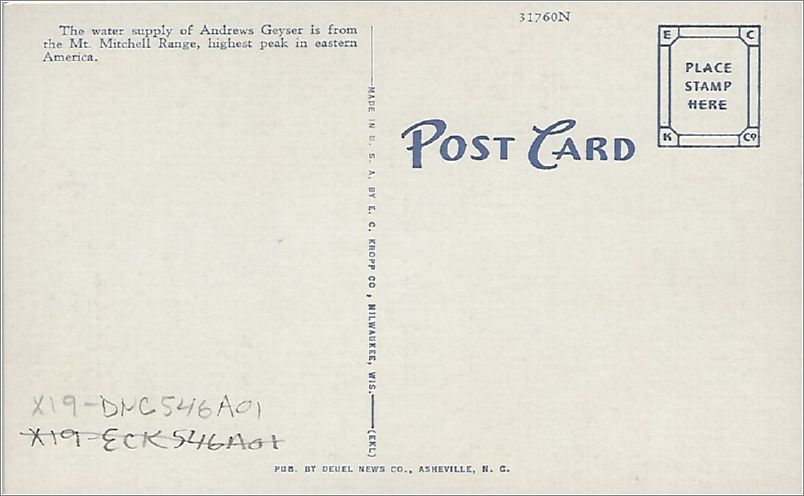 The water supply of Andrews Geyser is from
the Mt. Mitchell Range, highest peak in eastern
America.
31760N
E C
PLACE
STAMP
HERE
K Co
POST CARD
MADE IN U. S. A. BY E. C. KROPP CO., MILWAUKEE, WIS.
(EKL)
X19-DNC546A01
X19-ECK546A01
PUB. BY DEUEL NEWS CO., ASHEVILLE, N. C.